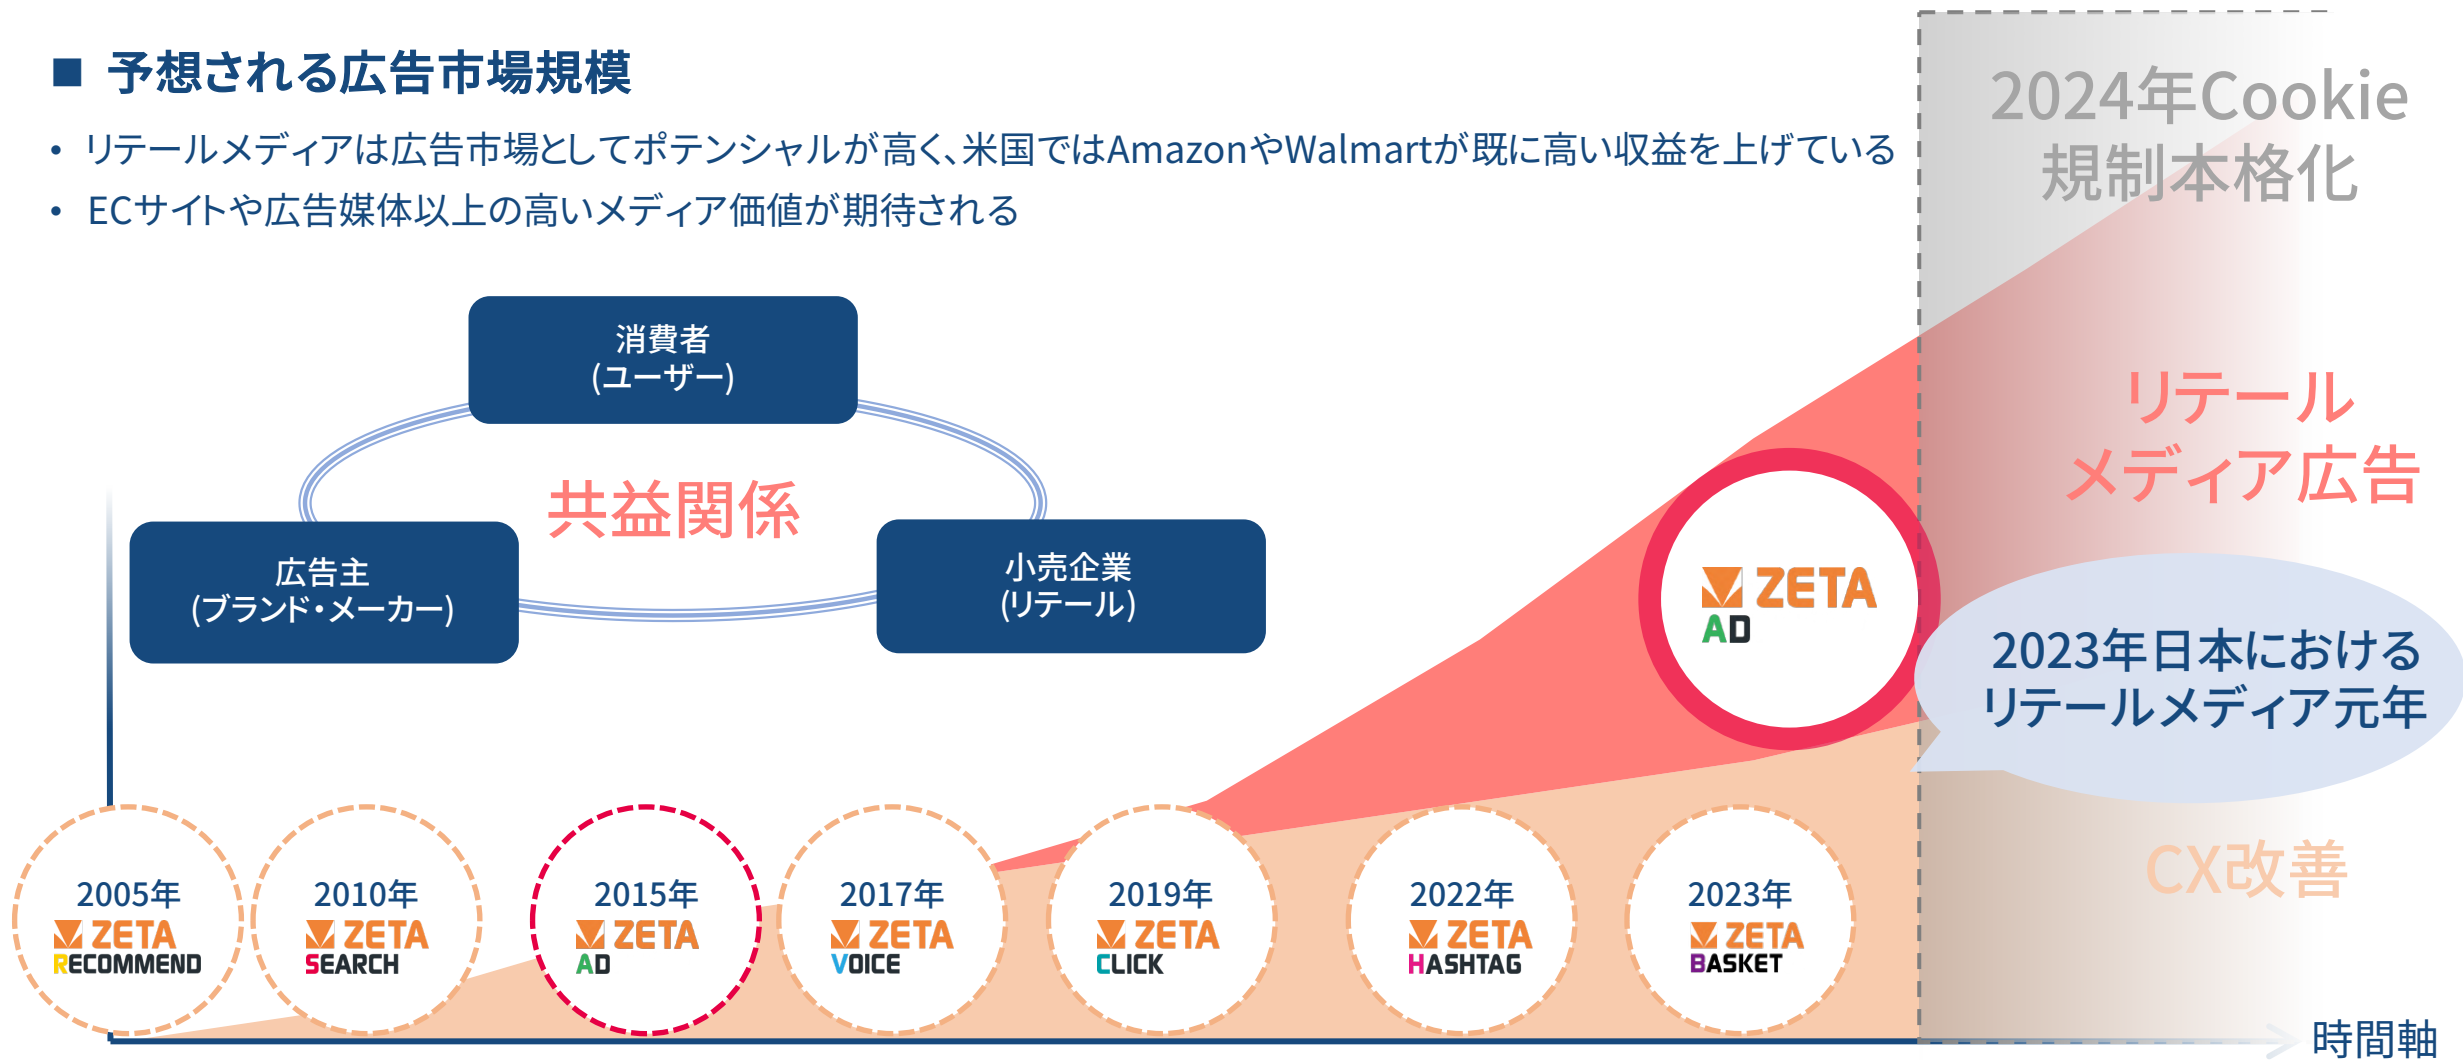 ■ 予想される広告市場規模
• リテールメディアは広告市場としてポテンシャルが高く、米国ではAmazonやWalmartが既に高い収益を上げている
• ECサイトや広告媒体以上の高いメディア価値が期待される
2024年Cookie
規制本格化
消費者
(ユーザー)
共益関係
広告主
(ブランド・メーカー)
小売企業
(リテール)
リテール
メディア広告
ZETA
AD
2023年日本における
リテールメディア元年
CX改善
2005年
ZETA
RECOMMEND
2010年
ZETA
SEARCH
2015年
ZETA
AD
2017年
ZETA
VOICE
2019年
ZETA
CLICK
2022年
ZETA
HASHTAG
2023年
ZETA
BASKET
時間軸